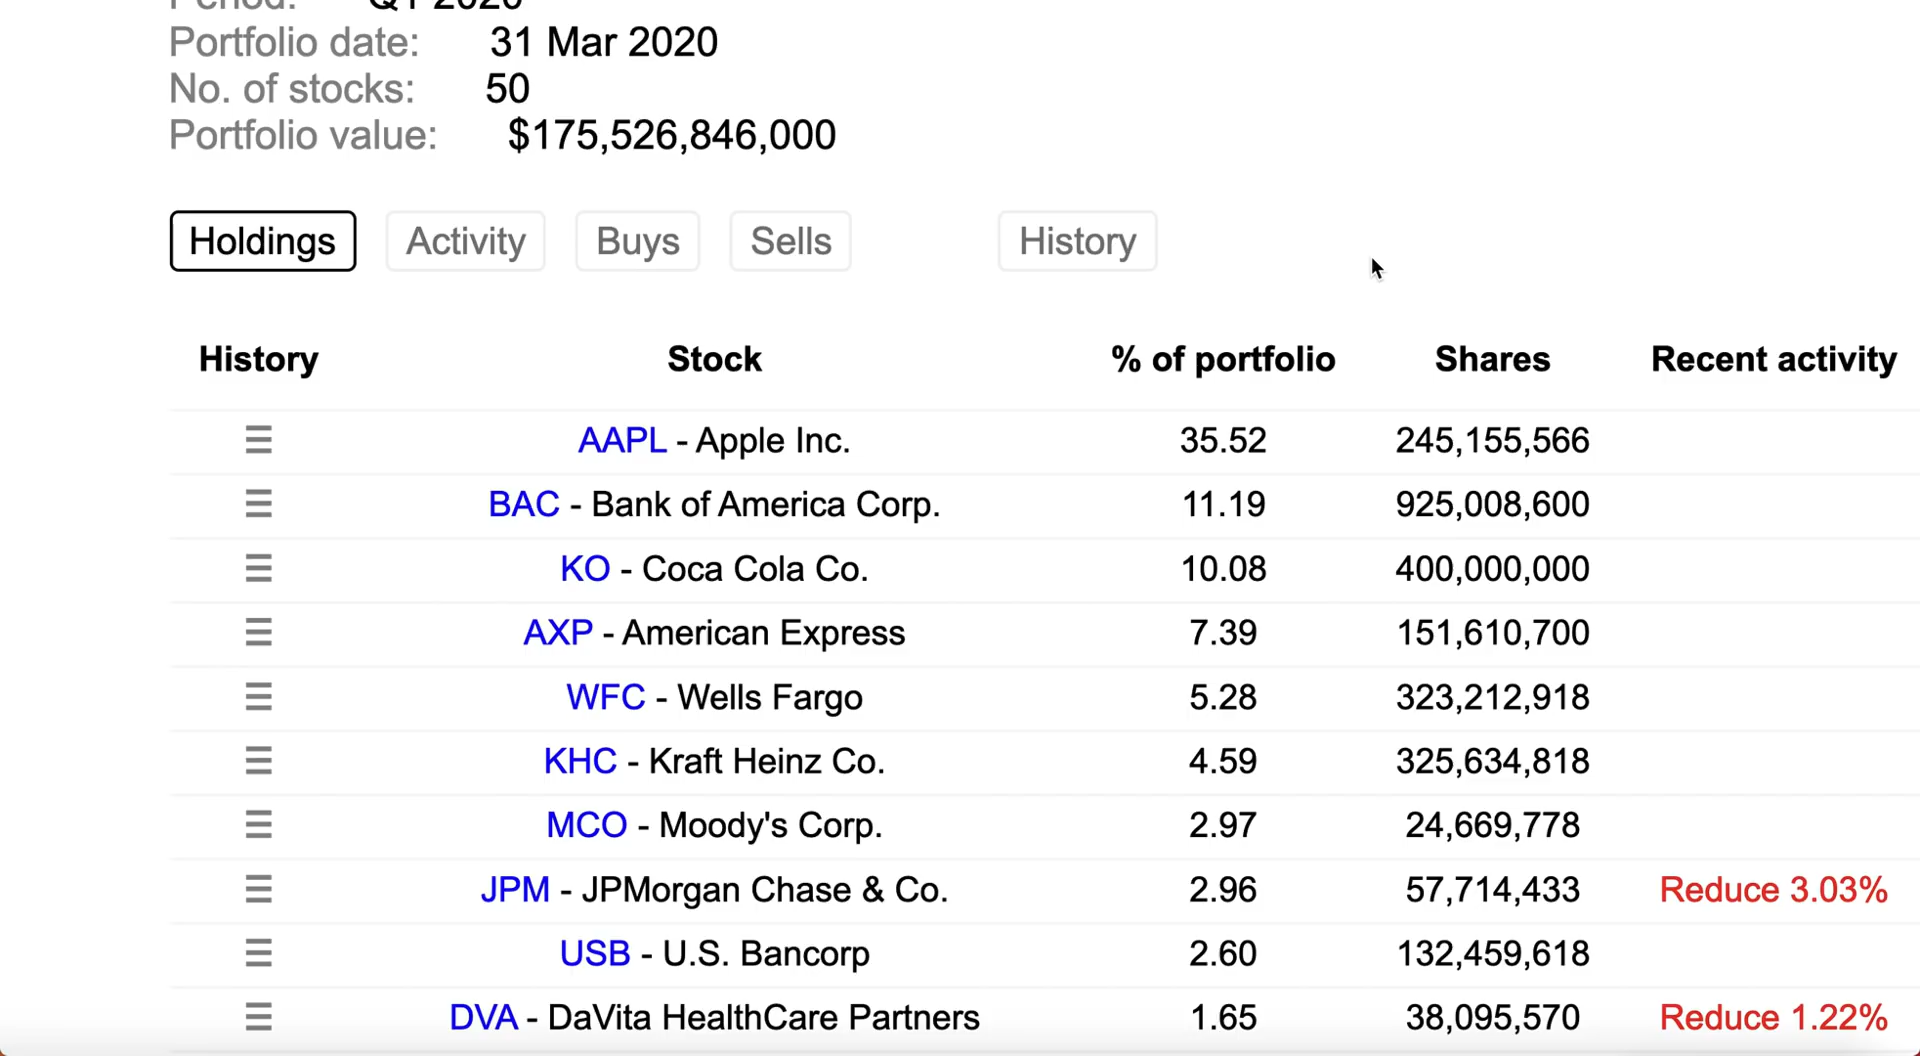 Period: Q1 2020
Portfolio date: 31 Mar 2020
No. of stocks: 50
Portfolio value: $175,526,846,000
Holdings Activity Buys Sells History
History Stock % of portfolio Shares Recent activity
AAPL - Apple Inc. 35.52 245,155,566
BAC - Bank of America Corp. 11.19 925,008,600
KO - Coca Cola Co. 10.08 400,000,000
AXP - American Express 7.39 151,610,700
WFC - Wells Fargo 5.28 323,212,918
KHC - Kraft Heinz Co. 4.59 325,634,818
MCO - Moody's Corp. 2.97 24,669,778
JPM - JPMorgan Chase & Co. 2.96 57,714,433 Reduce 3.03%
USB - U.S. Bancorp 2.60 132,459,618
DVA - DaVita HealthCare Partners 1.65 38,095,570 Reduce 1.22%